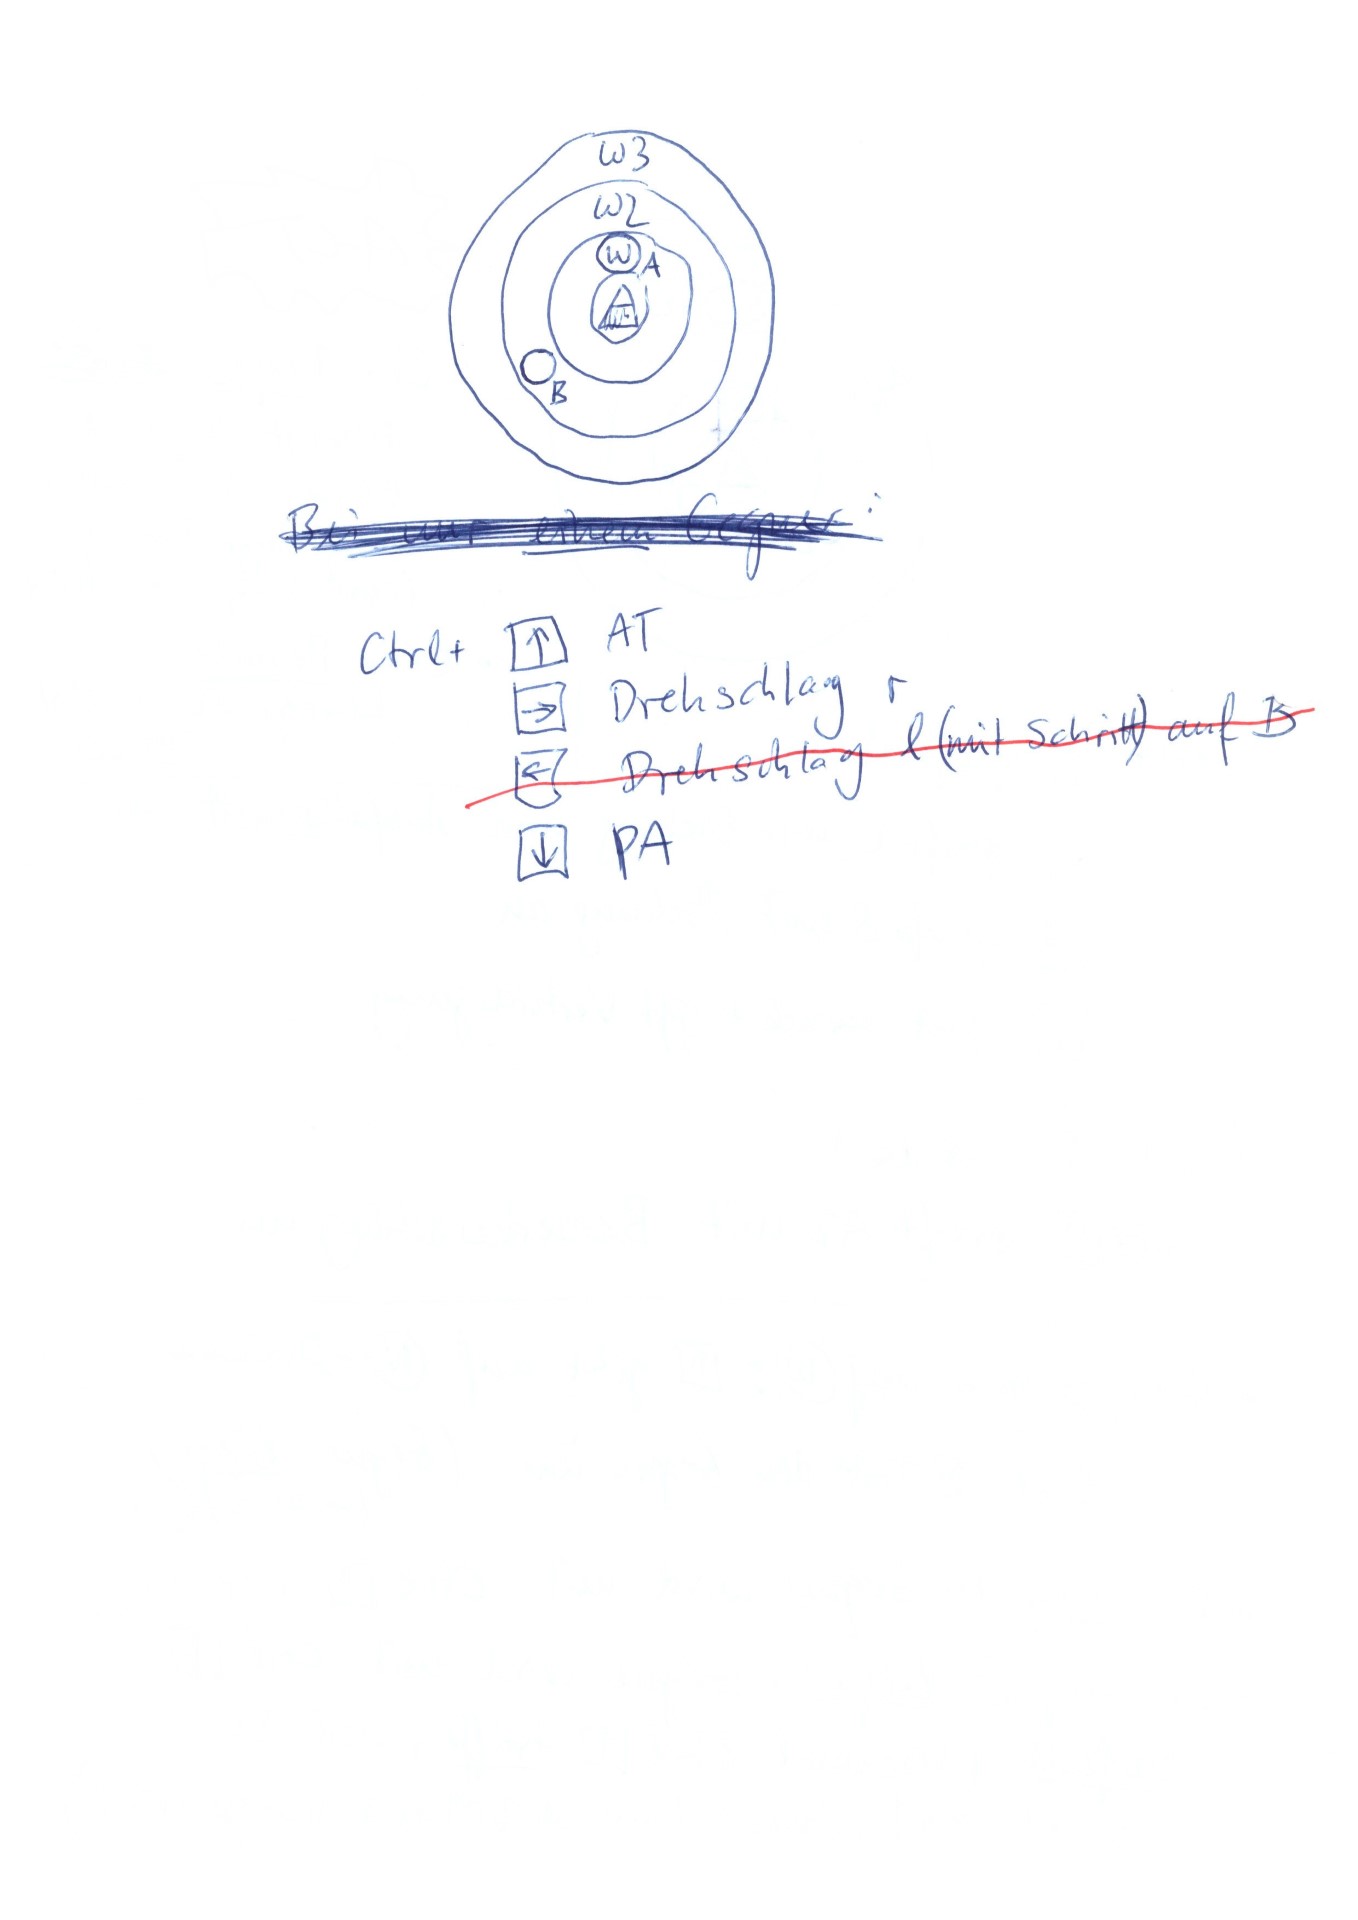 W3
W2
W A
A
B
Bei nur einem Gegner:
Ctrl+ ↑ AT
→ Drehschlag r
← Drehschlag l (mit Schritt) auf B
↓ PA